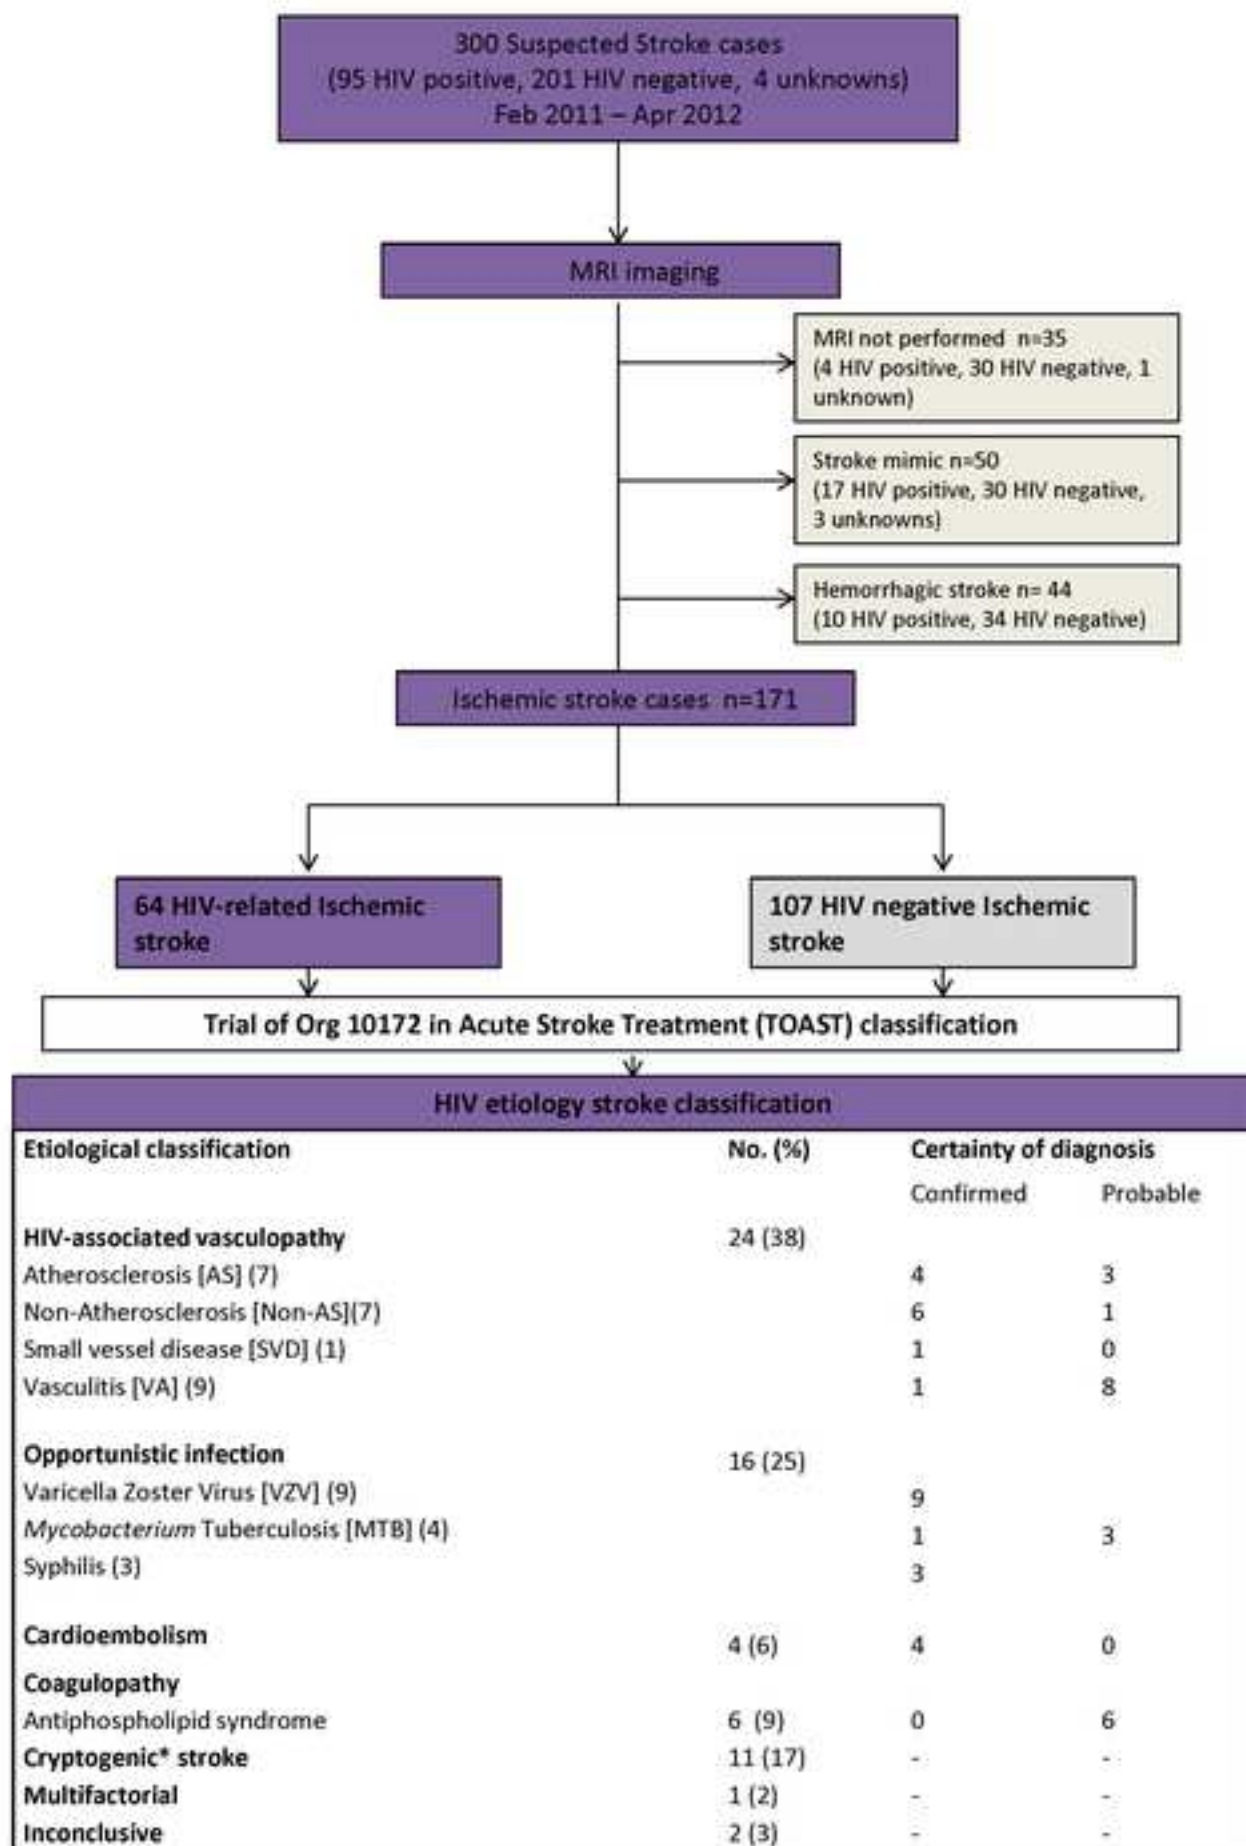 300 Suspected Stroke cases
(95 HIV positive, 201 HIV negative, 4 unknowns)
Feb 2011 – Apr 2012
MRI imaging
MRI not performed n=35
(4 HIV positive, 30 HIV negative, 1
unknown)
Stroke mimic n=50
(17 HIV positive, 30 HIV negative,
3 unknowns)
Hemorrhagic stroke n= 44
(10 HIV positive, 34 HIV negative)
Ischemic stroke cases n=171
64 HIV-related Ischemic
stroke
107 HIV negative Ischemic
stroke
Trial of Org 10172 in Acute Stroke Treatment (TOAST) classification
HIV etiology stroke classification
Etiological classification No. (%) Certainty of diagnosis
Confirmed Probable
HIV-associated vasculopathy 24 (38)
Atherosclerosis [AS] (7) 4 3
Non-Atherosclerosis [Non-AS](7) 6 1
Small vessel disease [SVD] (1) 1 0
Vasculitis [VA] (9) 1 8
Opportunistic infection 16 (25)
Varicella Zoster Virus [VZV] (9) 9
Mycobacterium Tuberculosis [MTB] (4) 1 3
Syphilis (3) 3
Cardioembolism 4 (6) 4 0
Coagulopathy
Antiphospholipid syndrome 6 (9) 0 6
Cryptogenic* stroke 11 (17) - -
Multifactorial 1 (2) - -
Inconclusive 2 (3) - -